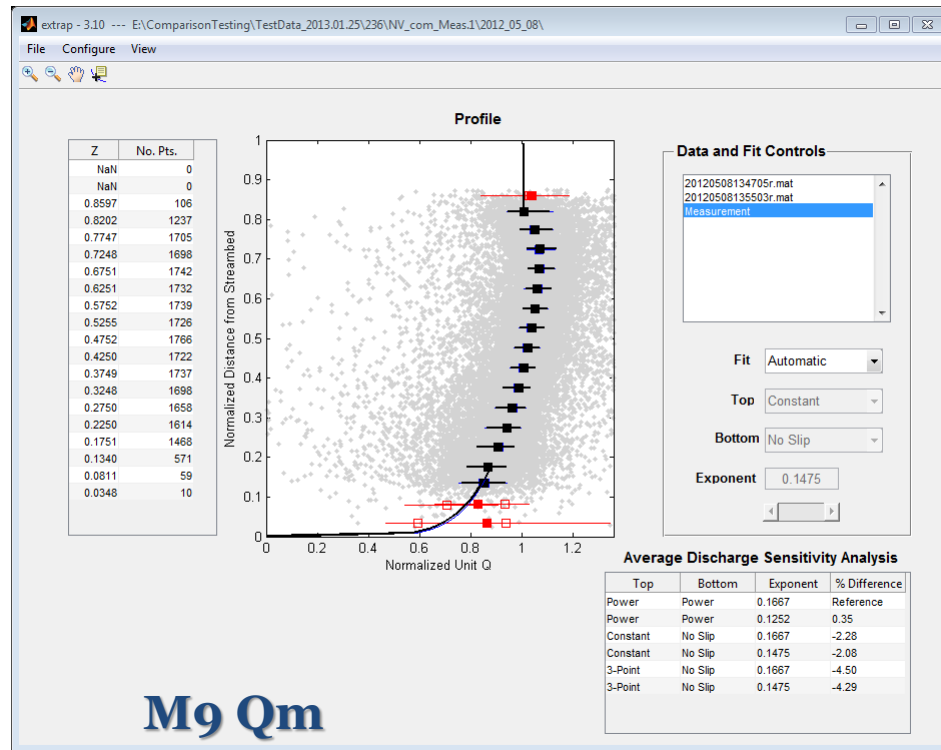 extrap - 3.10 --- E:\ComparisonTesting\TestData_2013.01.25\236\NV_com_Meas.1\2012_05_08\
File Configure View
Profile
Z No. Pts.
NaN 0
NaN 0
0.8597 106
0.8202 1237
0.7747 1705
0.7248 1698
0.6751 1742
0.6251 1732
0.5752 1739
0.5255 1726
0.4752 1766
0.4250 1722
0.3749 1737
0.3248 1698
0.2750 1658
0.2250 1614
0.1751 1468
0.1340 571
0.0811 59
0.0348 10
Normalized Distance from Streambed
1
0.9
0.8
0.7
0.6
0.5
0.4
0.3
0.2
0.1
0
0 0.2 0.4 0.6 0.8 1 1.2
Normalized Unit Q
Data and Fit Controls
20120508134705r.mat
20120508135503r.mat
Measurement
Fit Automatic
Top Constant
Bottom No Slip
Exponent 0.1475
Average Discharge Sensitivity Analysis
Top Bottom Exponent % Difference
Power Power 0.1667 Reference
Power Power 0.1252 0.35
Constant No Slip 0.1667 -2.28
Constant No Slip 0.1475 -2.08
3-Point No Slip 0.1667 -4.50
3-Point No Slip 0.1475 -4.29
M9 Qm